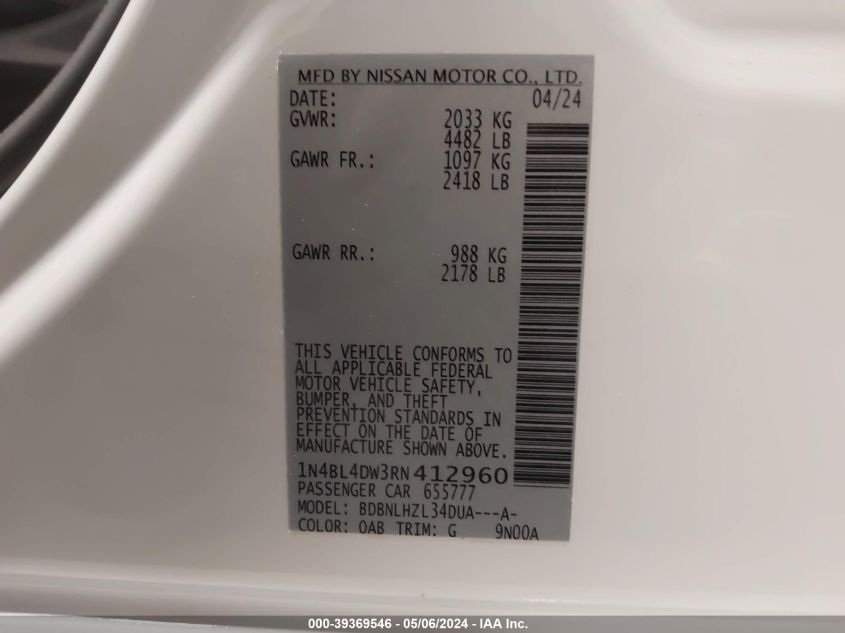 MFD BY NISSAN MOTOR CO., LTD.
DATE: 04/24
GVWR: 2033 KG
4482 LB
GAWR FR.: 1097 KG
2418 LB
GAWR RR.: 988 KG
2178 LB
THIS VEHICLE CONFORMS TO
ALL APPLICABLE FEDERAL
MOTOR VEHICLE SAFETY,
BUMPER, AND THEFT
PREVENTION STANDARDS IN
EFFECT ON THE DATE OF
MANUFACTURE SHOWN ABOVE.
1N4BL4DW3RN412960
PASSENGER CAR 655777
MODEL: BDBNLHZL34DUA---A-
COLOR: QAB TRIM: G 9N00A
000-39369546 - 05/06/2024 - IAA Inc.